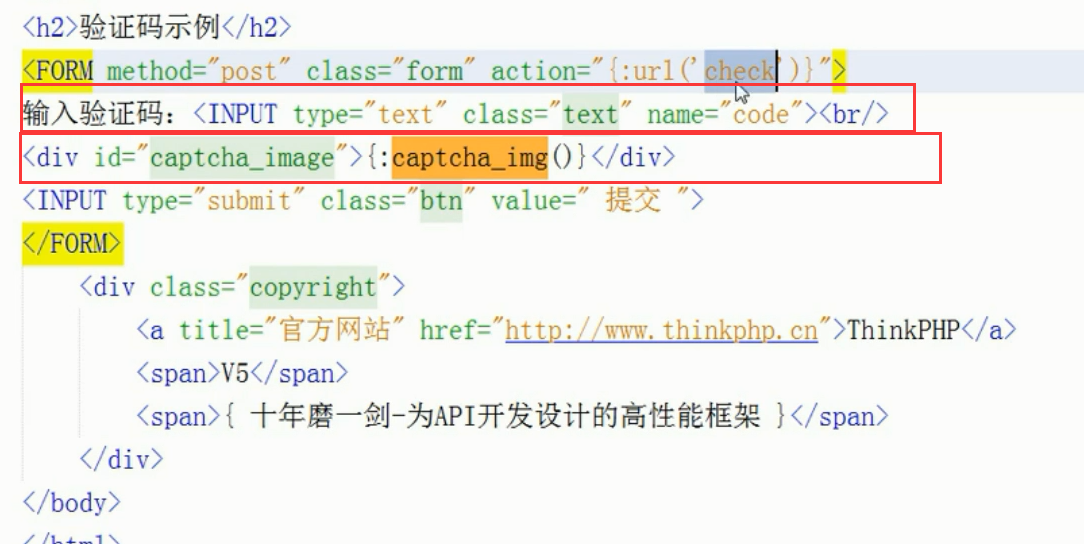 <h2>验证码示例</h2>
<FORM method="post" class="form" action="{:url('check')}">
输入验证码：<INPUT type="text" class="text" name="code"><br/>
<div id="captcha_image">{:captcha_img()}</div>
<INPUT type="submit" class="btn" value=" 提交 ">
</FORM>
<div class="copyright">
<a title="官方网站" href="http://www.thinkphp.cn">ThinkPHP</a>
<span>V5</span>
<span>{ 十年磨一剑-为API开发设计的高性能框架 }</span>
</div>
</body>
</html>